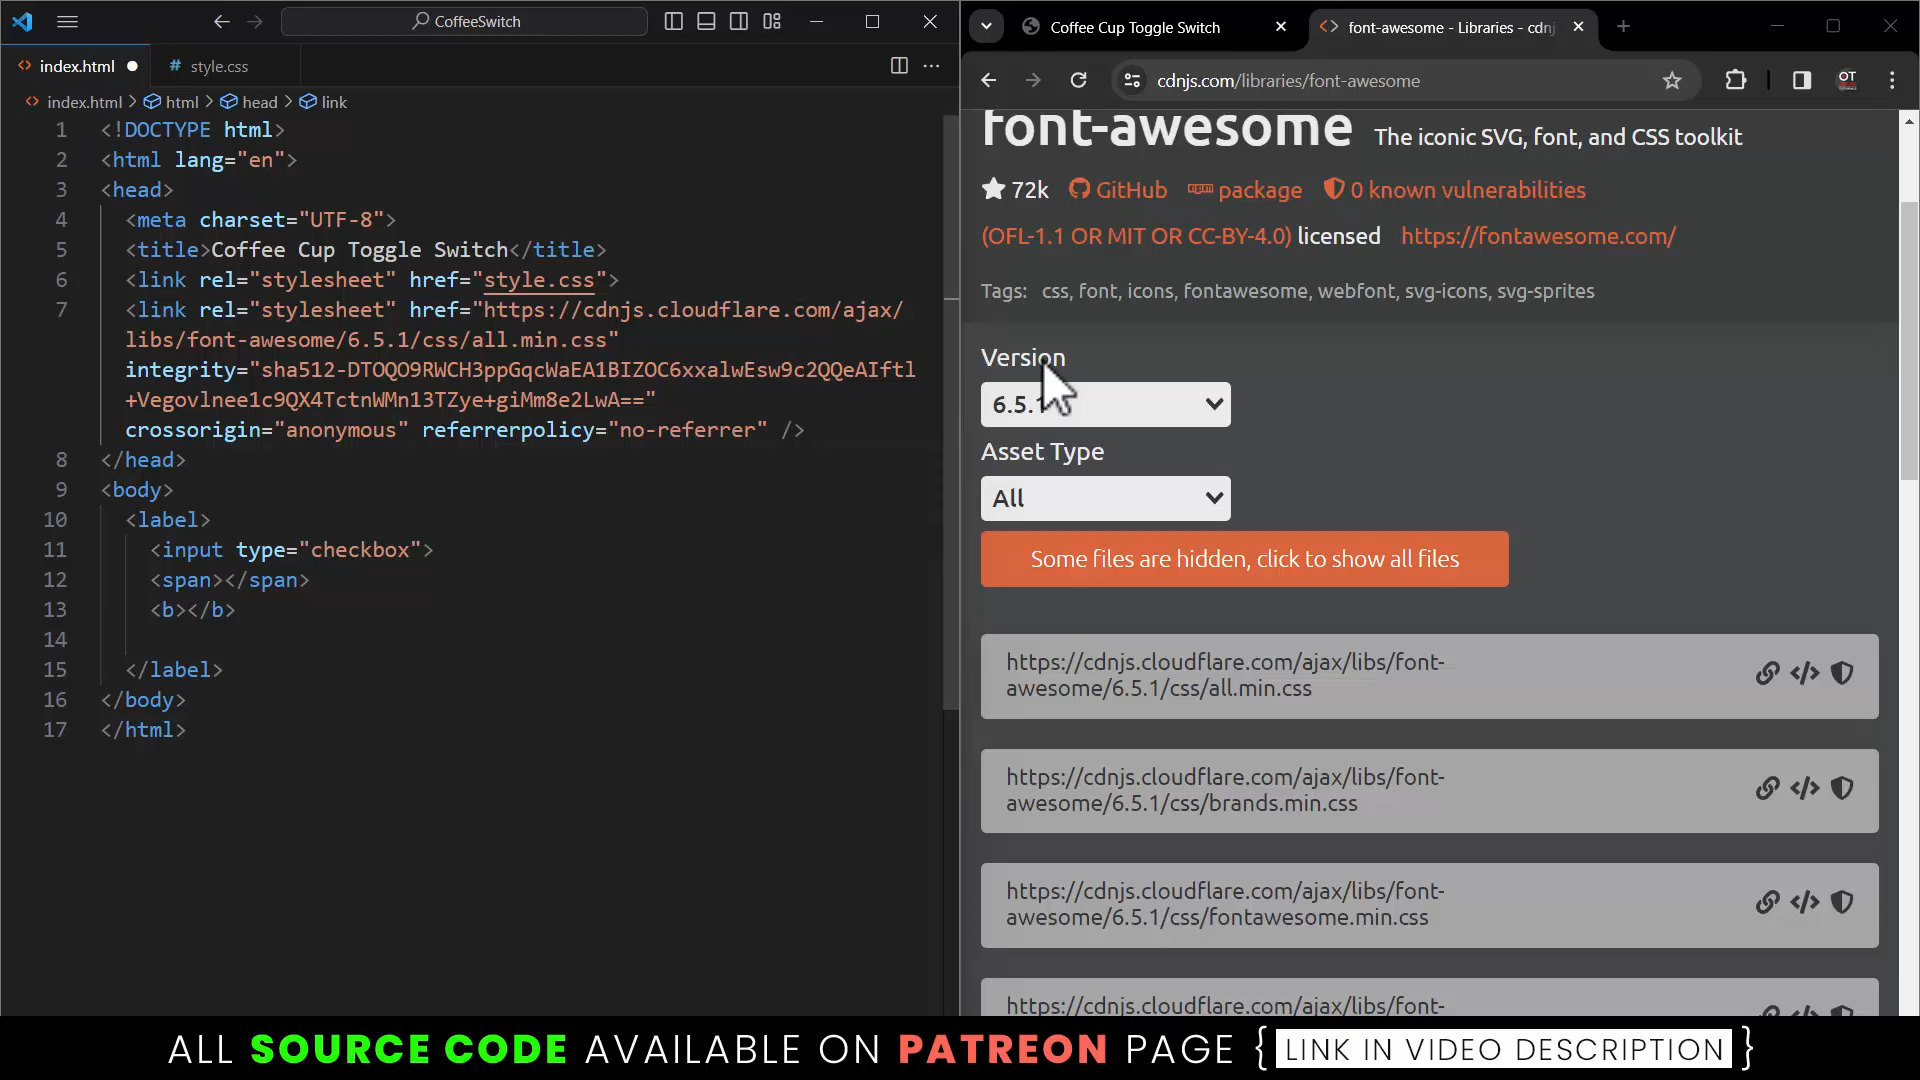 CoffeeSwitch
index.html
# style.css
index.html > html > head > link
1 <!DOCTYPE html>
2 <html lang="en">
3 <head>
4 <meta charset="UTF-8">
5 <title>Coffee Cup Toggle Switch</title>
6 <link rel="stylesheet" href="style.css">
7 <link rel="stylesheet" href="https://cdnjs.cloudflare.com/ajax/
libs/font-awesome/6.5.1/css/all.min.css"
integrity="sha512-DTOQO9RWCH3ppGqcWaEA1BIZOC6xxalwEsw9c2QQeAIftl
+Vegovlnee1c9QX4TctnWMn13TZye+giMm8e2LwA=="
crossorigin="anonymous" referrerpolicy="no-referrer" />
8 </head>
9 <body>
10 <label>
11 <input type="checkbox">
12 <span></span>
13 <b></b>
14
15 </label>
16 </body>
17 </html>
Coffee Cup Toggle Switch
font-awesome - Libraries - cdn
cdnjs.com/libraries/font-awesome
OT
font-awesome The iconic SVG, font, and CSS toolkit
72k GitHub package 0 known vulnerabilities
(OFL-1.1 OR MIT OR CC-BY-4.0) licensed https://fontawesome.com/
Tags: css, font, icons, fontawesome, webfont, svg-icons, svg-sprites
Version
6.5.1
Asset Type
All
Some files are hidden, click to show all files
https://cdnjs.cloudflare.com/ajax/libs/font-
awesome/6.5.1/css/all.min.css
https://cdnjs.cloudflare.com/ajax/libs/font-
awesome/6.5.1/css/brands.min.css
https://cdnjs.cloudflare.com/ajax/libs/font-
awesome/6.5.1/css/fontawesome.min.css
https://cdnjs.cloudflare.com/ajax/libs/font-
ALL SOURCE CODE AVAILABLE ON PATREON PAGE { LINK IN VIDEO DESCRIPTION }